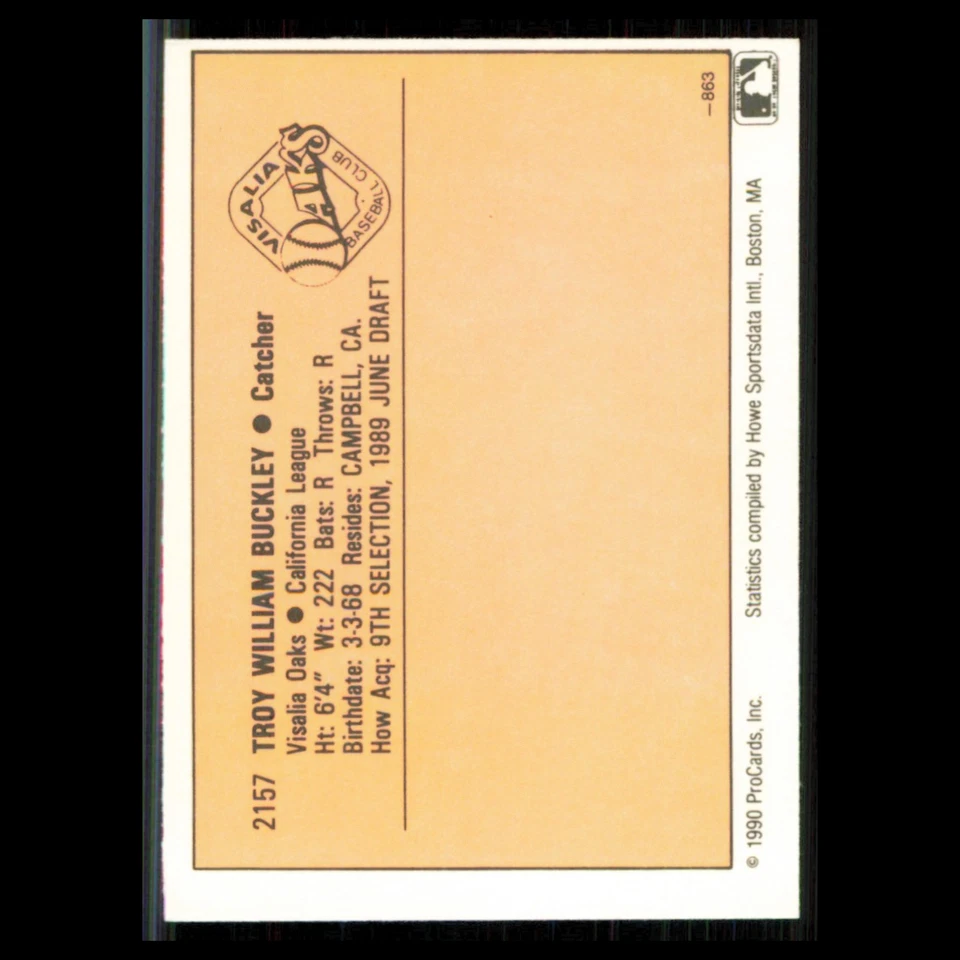 2157 TROY WILLIAM BUCKLEY ● Catcher
Visalia Oaks ● California League
Ht: 6'4" Wt: 222 Bats: R Throws: R
Birthdate: 3-3-68 Resides: CAMPBELL, CA.
How Acq: 9TH SELECTION, 1989 JUNE DRAFT
VISALIA
OAKS
BASEBALL CLUB
—863
© 1990 ProCards, Inc. Statistics compiled by Howe Sportsdata Intl., Boston, MA